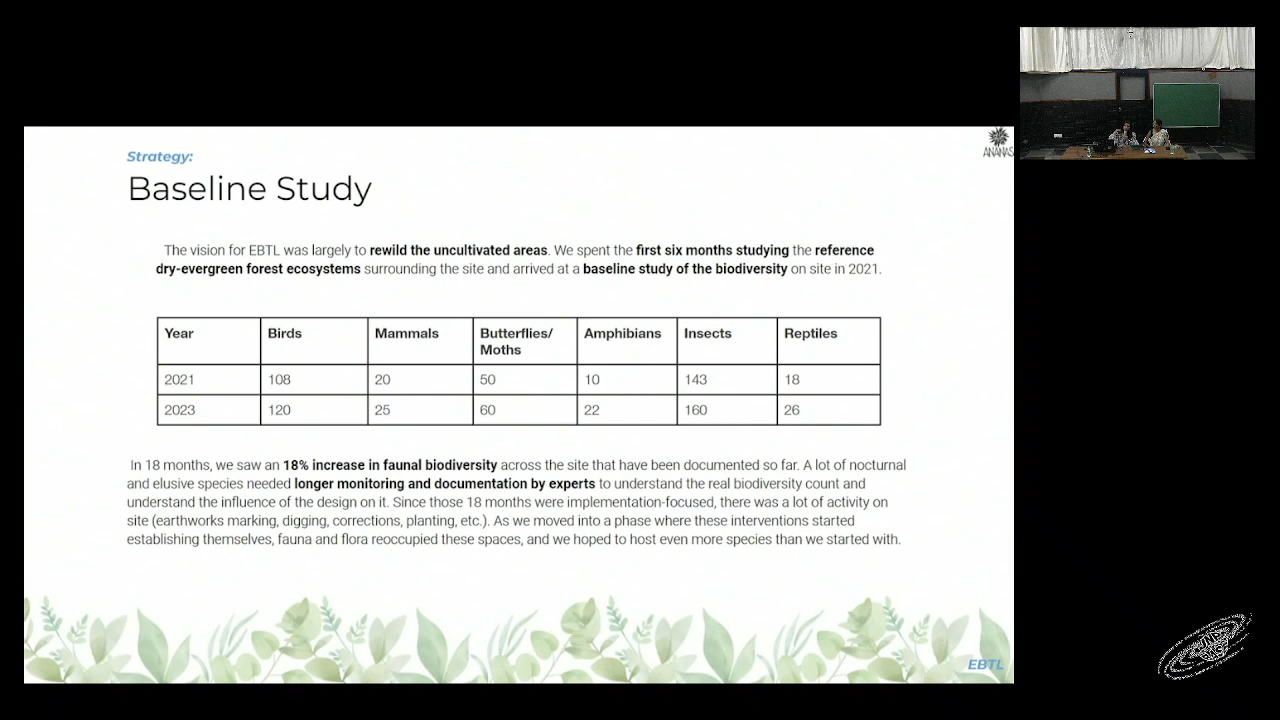 Strategy:
ANANAS
Baseline Study
The vision for EBTL was largely to rewild the uncultivated areas. We spent the first six months studying the reference
dry-evergreen forest ecosystems surrounding the site and arrived at a baseline study of the biodiversity on site in 2021.
Year Birds Mammals Butterflies/ Amphibians Insects Reptiles
Moths
2021 108 20 50 10 143 18
2023 120 25 60 22 160 26
In 18 months, we saw an 18% increase in faunal biodiversity across the site that have been documented so far. A lot of nocturnal
and elusive species needed longer monitoring and documentation by experts to understand the real biodiversity count and
understand the influence of the design on it. Since those 18 months were implementation-focused, there was a lot of activity on
site (earthworks marking, digging, corrections, planting, etc.). As we moved into a phase where these interventions started
establishing themselves, fauna and flora reoccupied these spaces, and we hoped to host even more species than we started with.
EBTL